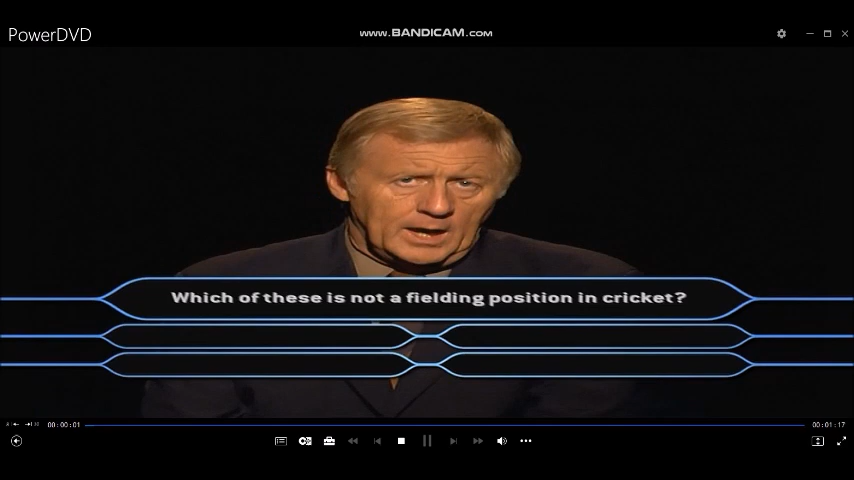 PowerDVD
www.BANDICAM.com
Which of these is not a fielding position in cricket?
00:00:01
00:01:17